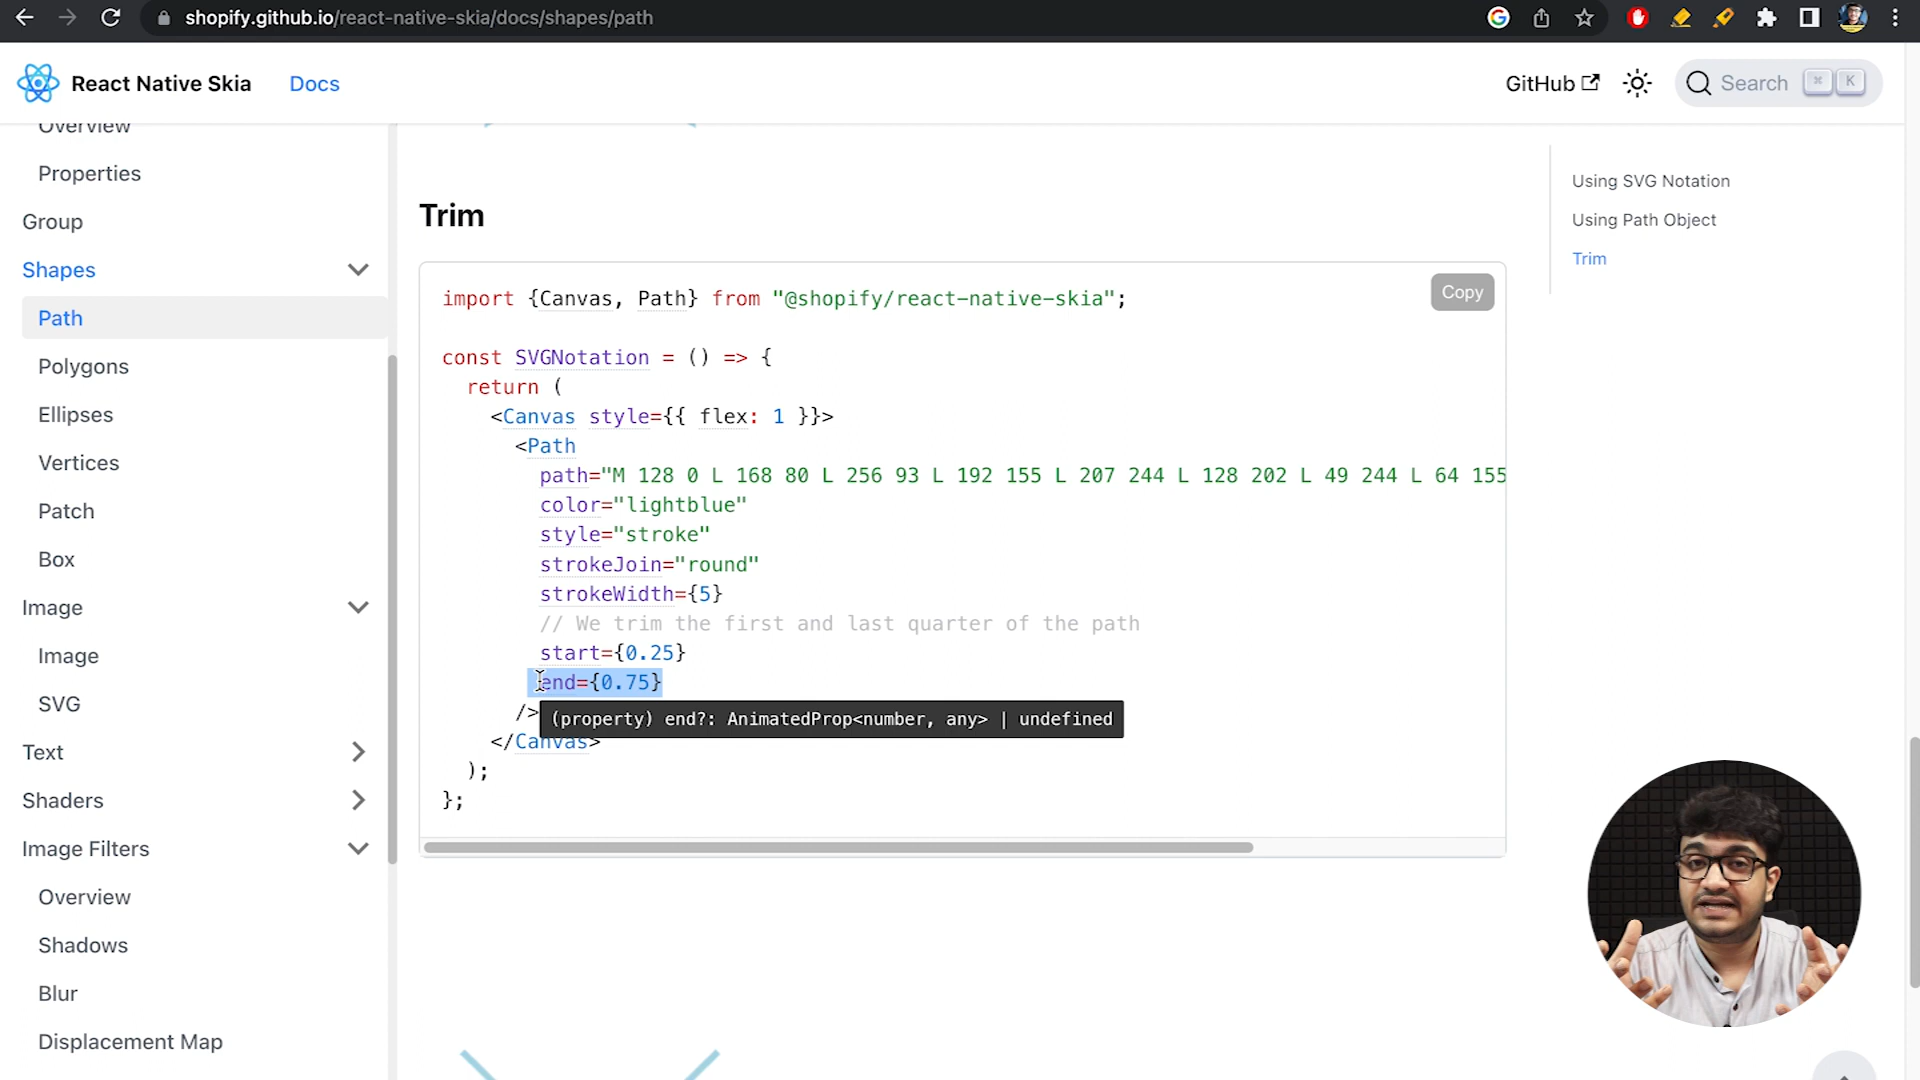 shopify.github.io/react-native-skia/docs/shapes/path
React Native Skia
Docs
GitHub
Search
⌘ K
Overview
Properties
Group
Shapes
Path
Polygons
Ellipses
Vertices
Patch
Box
Image
Image
SVG
Text
Shaders
Image Filters
Overview
Shadows
Blur
Displacement Map
Trim
Copy
import {Canvas, Path} from "@shopify/react-native-skia";
const SVGNotation = () => {
return (
<Canvas style={{ flex: 1 }}>
<Path
path="M 128 0 L 168 80 L 256 93 L 192 155 L 207 244 L 128 202 L 49 244 L 64 155
color="lightblue"
style="stroke"
strokeJoin="round"
strokeWidth={5}
// We trim the first and last quarter of the path
start={0.25}
end={0.75}
/>
(property) end?: AnimatedProp<number, any> | undefined
</Canvas>
);
};
Using SVG Notation
Using Path Object
Trim